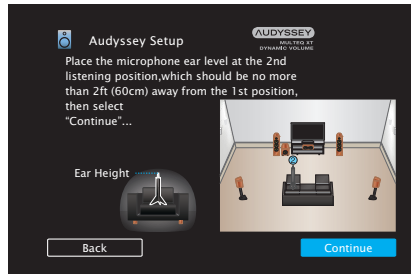 Audyssey Setup
AUDYSSEY
MULTEQ XT
DYNAMIC VOLUME
Place the microphone ear level at the 2nd
listening position,which should be no more
than 2ft (60cm) away from the 1st position,
then select
“Continue”...
2
Ear Height
Back
Continue